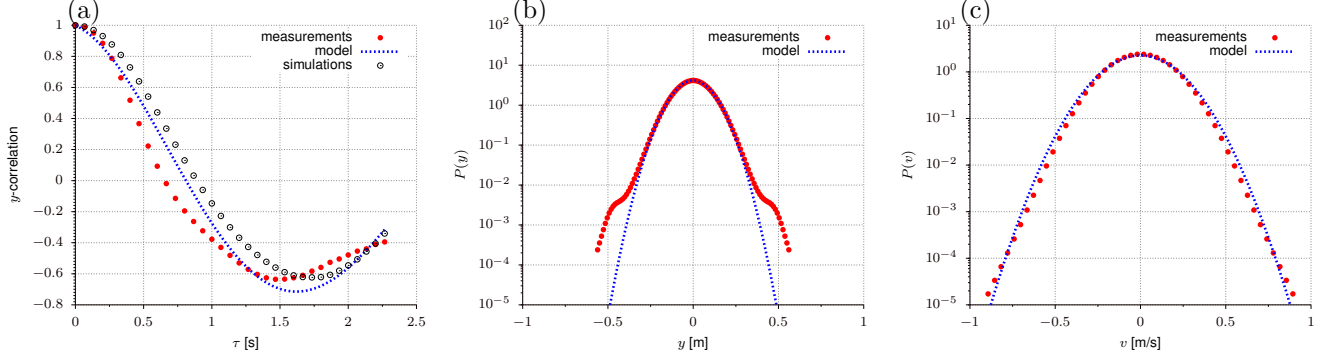 (a)
measurements
model
simulations
1
0.8
0.6
0.4
0.2
0
−0.2
−0.4
−0.6
−0.8
y-correlation
0
0.5
1
1.5
2
2.5
τ [s]
(b)
measurements
model
10^2
10^1
10^0
10^−1
10^−2
10^−3
10^−4
10^−5
P(y)
−1
−0.5
0
0.5
1
y [m]
(c)
measurements
model
10^2
10^1
10^0
10^−1
10^−2
10^−3
10^−4
10^−5
P(v)
−1
−0.5
0
0.5
1
v [m/s]